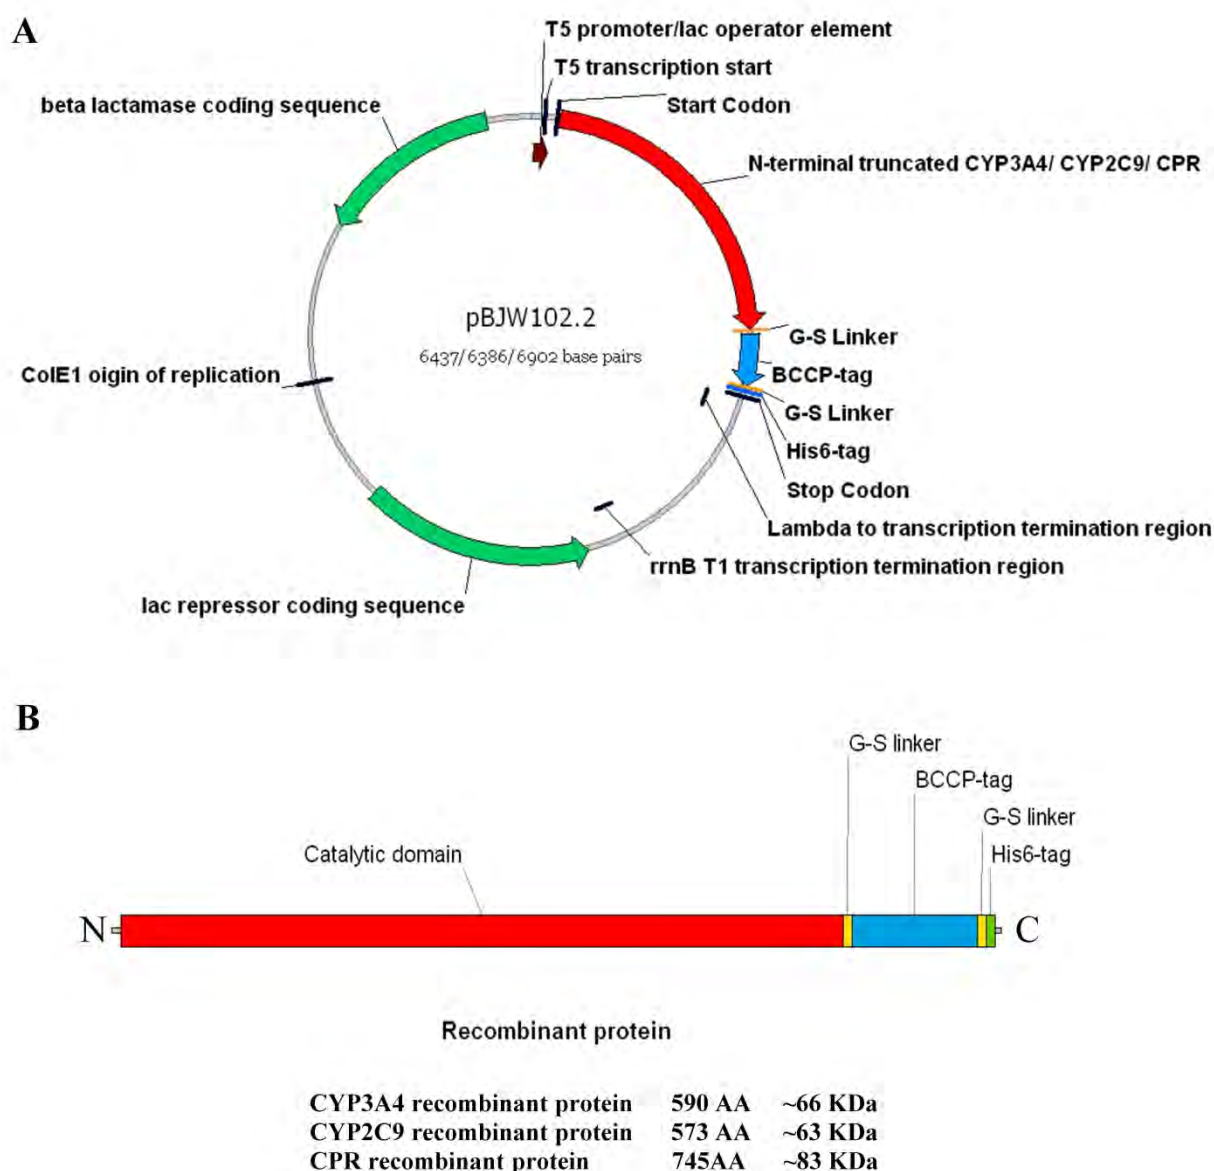 A
T5 promoter/lac operator element
T5 transcription start
beta lactamase coding sequence
Start Codon
N-terminal truncated CYP3A4/ CYP2C9/ CPR
pBJW102.2
6437/6386/6902 base pairs
G-S Linker
ColE1 oigin of replication
BCCP-tag
G-S Linker
His6-tag
Stop Codon
Lambda to transcription termination region
rrnB T1 transcription termination region
lac repressor coding sequence
B
G-S linker
BCCP-tag
G-S linker
Catalytic domain
His6-tag
N
C
Recombinant protein
CYP3A4 recombinant protein 590 AA ~66 KDa
CYP2C9 recombinant protein 573 AA ~63 KDa
CPR recombinant protein 745AA ~83 KDa